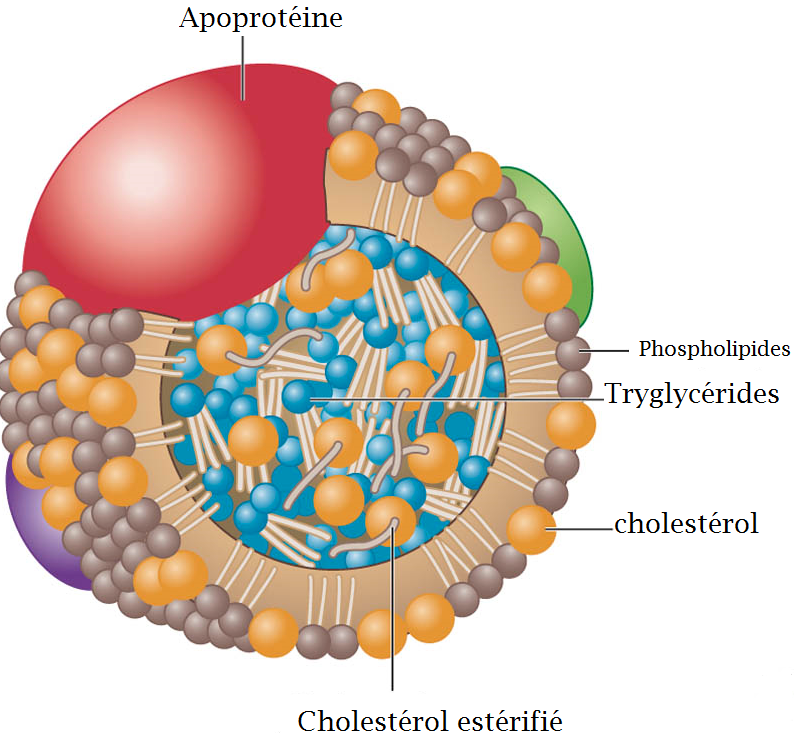 Apoprotéine
Phospholipides
Tryglycérides
cholestérol
Cholestérol estérifié